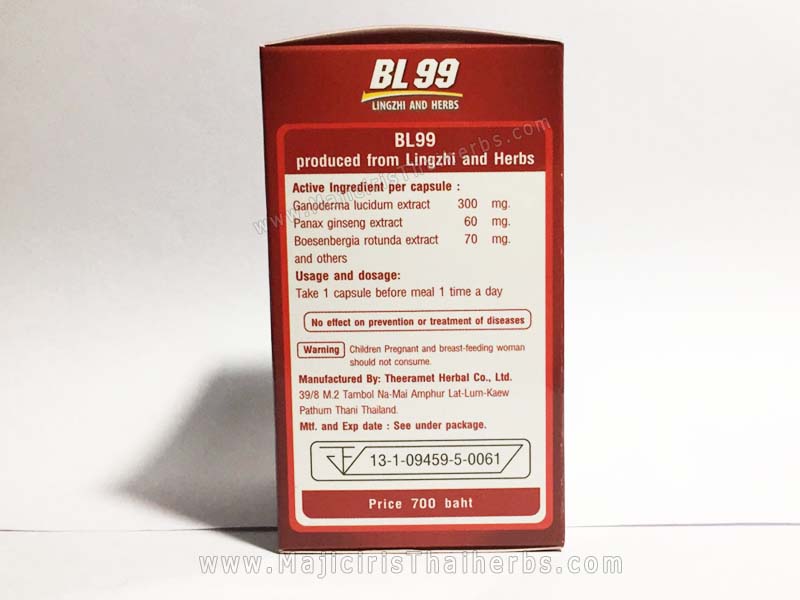 BL 99
LINGZHI AND HERBS
BL99
produced from Lingzhi and Herbs
www.MajicirisThaiherbs.com
Active Ingredient per capsule :
Ganoderma lucidum extract 300 mg.
Panax ginseng extract 60 mg.
Boesenbergia rotunda extract 70 mg.
and others
Usage and dosage:
Take 1 capsule before meal 1 time a day
No effect on prevention or treatment of diseases
Warning Children Pregnant and breast-feeding woman
should not consume.
Manufactured By: Theeramet Herbal Co., Ltd.
39/8 M.2 Tambol Na-Mai Amphur Lat-Lum-Kaew
Pathum Thani Thailand.
Mtf. and Exp date : See under package.
13-1-09459-5-0061
Price 700 baht
www.MajicirisThaiherbs.com